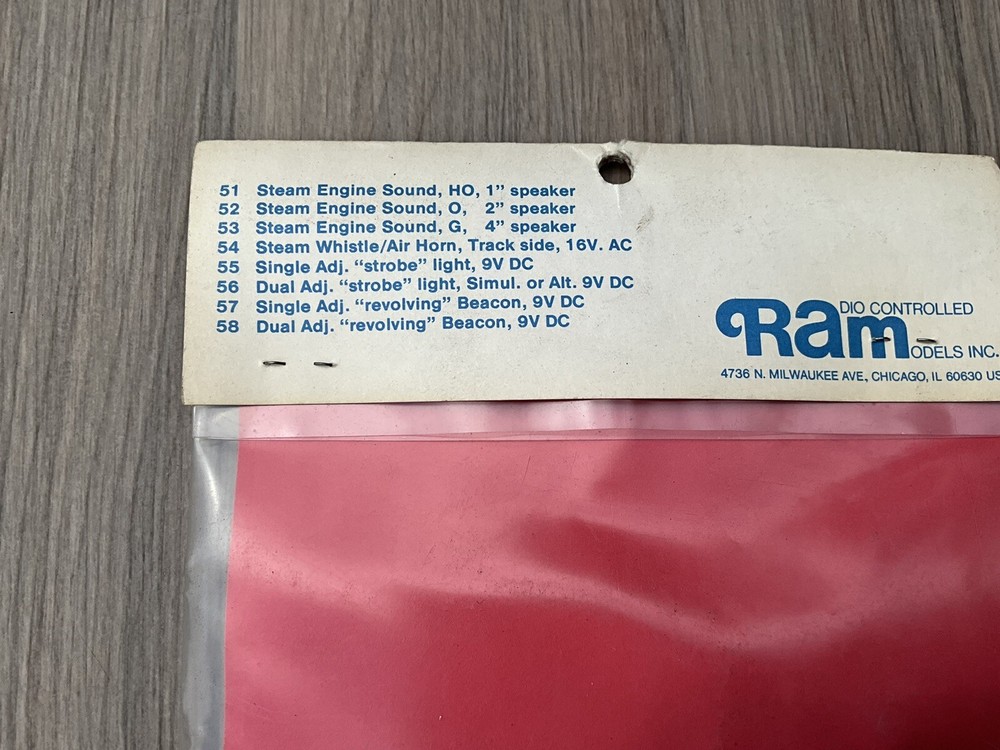 51 Steam Engine Sound, HO, 1” speaker
52 Steam Engine Sound, O, 2” speaker
53 Steam Engine Sound, G, 4” speaker
54 Steam Whistle/Air Horn, Track side, 16V. AC
55 Single Adj. “strobe” light, 9V DC
56 Dual Adj. “strobe” light, Simul. or Alt. 9V DC
57 Single Adj. “revolving” Beacon, 9V DC
58 Dual Adj. “revolving” Beacon, 9V DC
RamDIO CONTROLLED
ODELS INC.
4736 N. MILWAUKEE AVE., CHICAGO, IL 60630 US